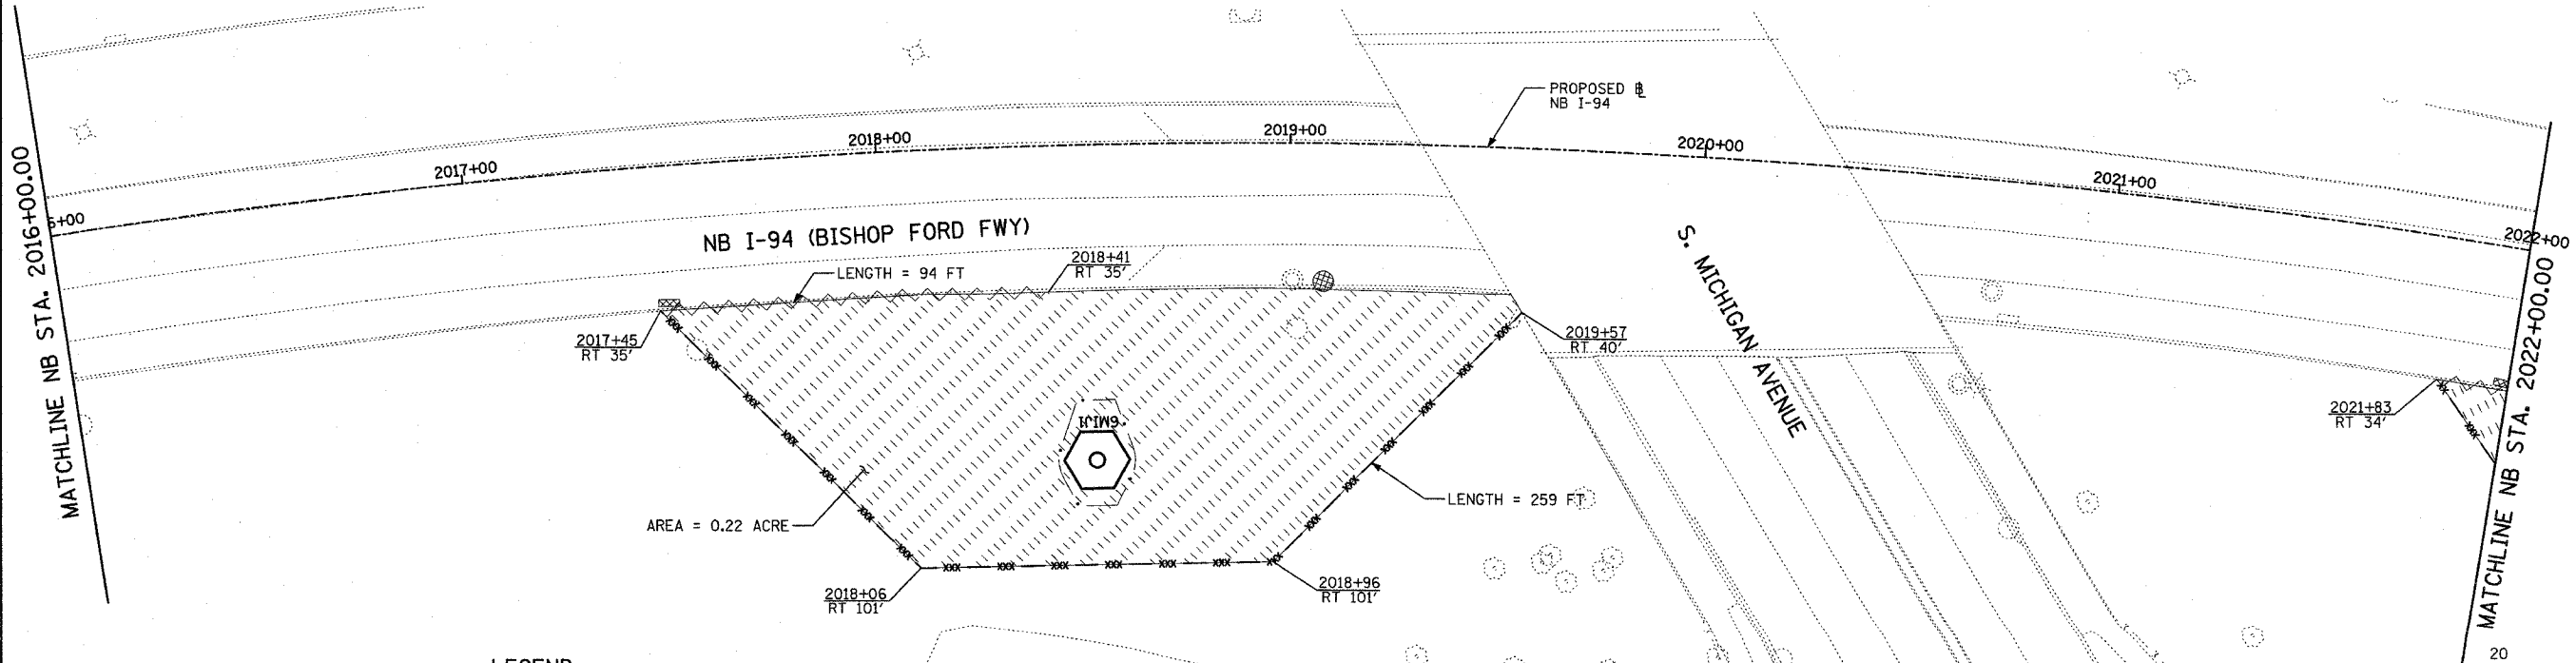 PROPOSED ⅊
NB I-94
2017+00
2018+00
2019+00
2020+00
2021+00
2022+00
6+00
MATCHLINE NB STA. 2016+00.00
NB I-94 (BISHOP FORD FWY)
LENGTH = 94 FT
2018+41
RT 35'
2017+45
RT 35'
2019+57
RT 40'
S. MICHIGAN AVENUE
2021+83
RT 34'
MATCHLINE NB STA. 2022+00.00
6MIJ1
AREA = 0.22 ACRE
LENGTH = 259 FT
2018+06
RT 101'
2018+96
RT 101'
LEGEND
20